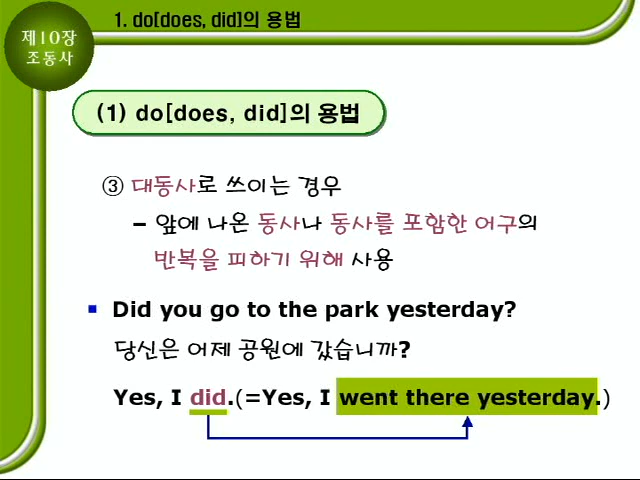 제10장
조동사
1. do[does, did]의 용법
(1) do[does, did]의 용법
③ 대동사로 쓰이는 경우
– 앞에 나온 동사나 동사를 포함한 어구의
반복을 피하기 위해 사용
▪ Did you go to the park yesterday?
당신은 어제 공원에 갔습니까?
Yes, I did.(=Yes, I went there yesterday.)